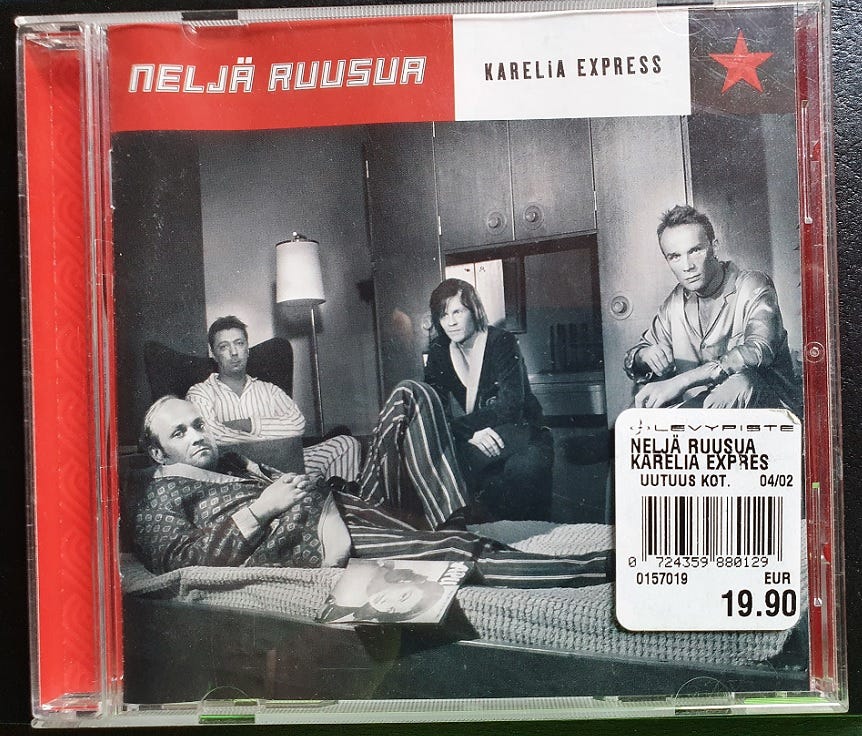 NELJÄ RUUSUA
KARELiA EXPRESS
LEVYPISTE
NELJÄ RUUSUA
KARELIA EXPRES
UUTUUS KOT. 04/02
0 724359 880129
0157019 EUR
19.90